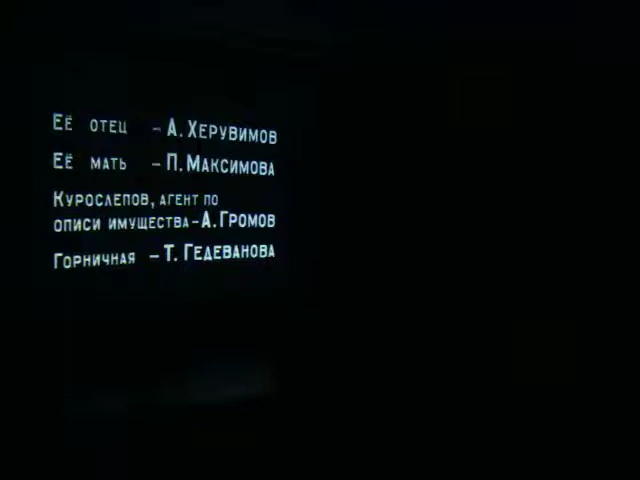 Её отец – А. Херувимов
Её мать – П. Максимова
Курослепов, агент по
описи имущества – А. Громов
Горничная – Т. Гедеванова